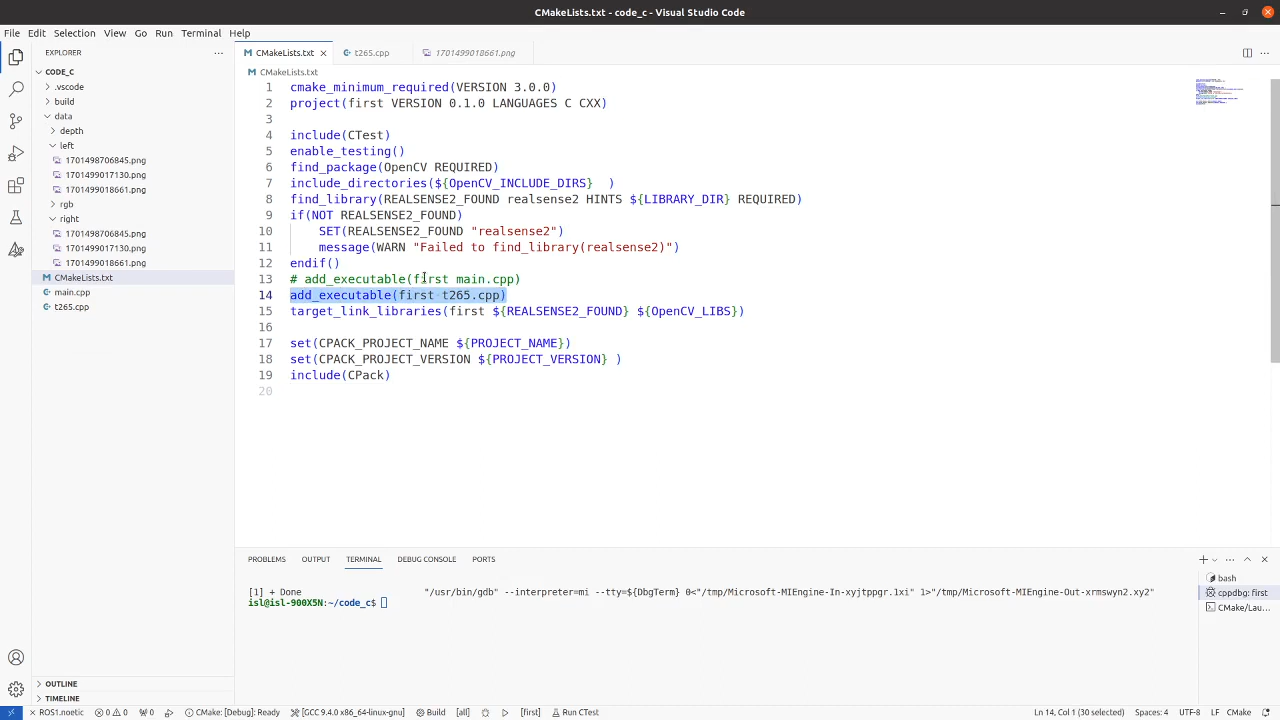 CMakeLists.txt - code_c - Visual Studio Code
File Edit Selection View Go Run Terminal Help
EXPLORER
CODE_C
.vscode
build
data
depth
left
1701498706845.png
1701499017130.png
1701499018661.png
rgb
right
1701498706845.png
1701499017130.png
1701499018661.png
CMakeLists.txt
main.cpp
t265.cpp
OUTLINE
TIMELINE
CMakeLists.txt t265.cpp 1701499018661.png
CMakeLists.txt
1 cmake_minimum_required(VERSION 3.0.0)
2 project(first VERSION 0.1.0 LANGUAGES C CXX)
3
4 include(CTest)
5 enable_testing()
6 find_package(OpenCV REQUIRED)
7 include_directories(${OpenCV_INCLUDE_DIRS}  )
8 find_library(REALSENSE2_FOUND realsense2 HINTS ${LIBRARY_DIR} REQUIRED)
9 if(NOT REALSENSE2_FOUND)
10     SET(REALSENSE2_FOUND "realsense2")
11     message(WARN "Failed to find_library(realsense2)")
12 endif()
13 # add_executable(first main.cpp)
14 add_executable(first t265.cpp)
15 target_link_libraries(first ${REALSENSE2_FOUND} ${OpenCV_LIBS})
16
17 set(CPACK_PROJECT_NAME ${PROJECT_NAME})
18 set(CPACK_PROJECT_VERSION ${PROJECT_VERSION} )
19 include(CPack)
20
PROBLEMS OUTPUT TERMINAL DEBUG CONSOLE PORTS
[1] + Done "/usr/bin/gdb" --interpreter=mi --tty=${DbgTerm} 0<"/tmp/Microsoft-MIEngine-In-xyjtppgr.1xi" 1>"/tmp/Microsoft-MIEngine-Out-xrmswyn2.xy2"
isl@isl-900X5N:~/code_c$
bash
cppdbg: first
CMake/Lau...
ROS1.noetic 0 0 0 CMake: [Debug]: Ready [GCC 9.4.0 x86_64-linux-gnu] Build [all] [first] Run CTest Ln 14, Col 1 (30 selected) Spaces: 4 UTF-8 LF CMake